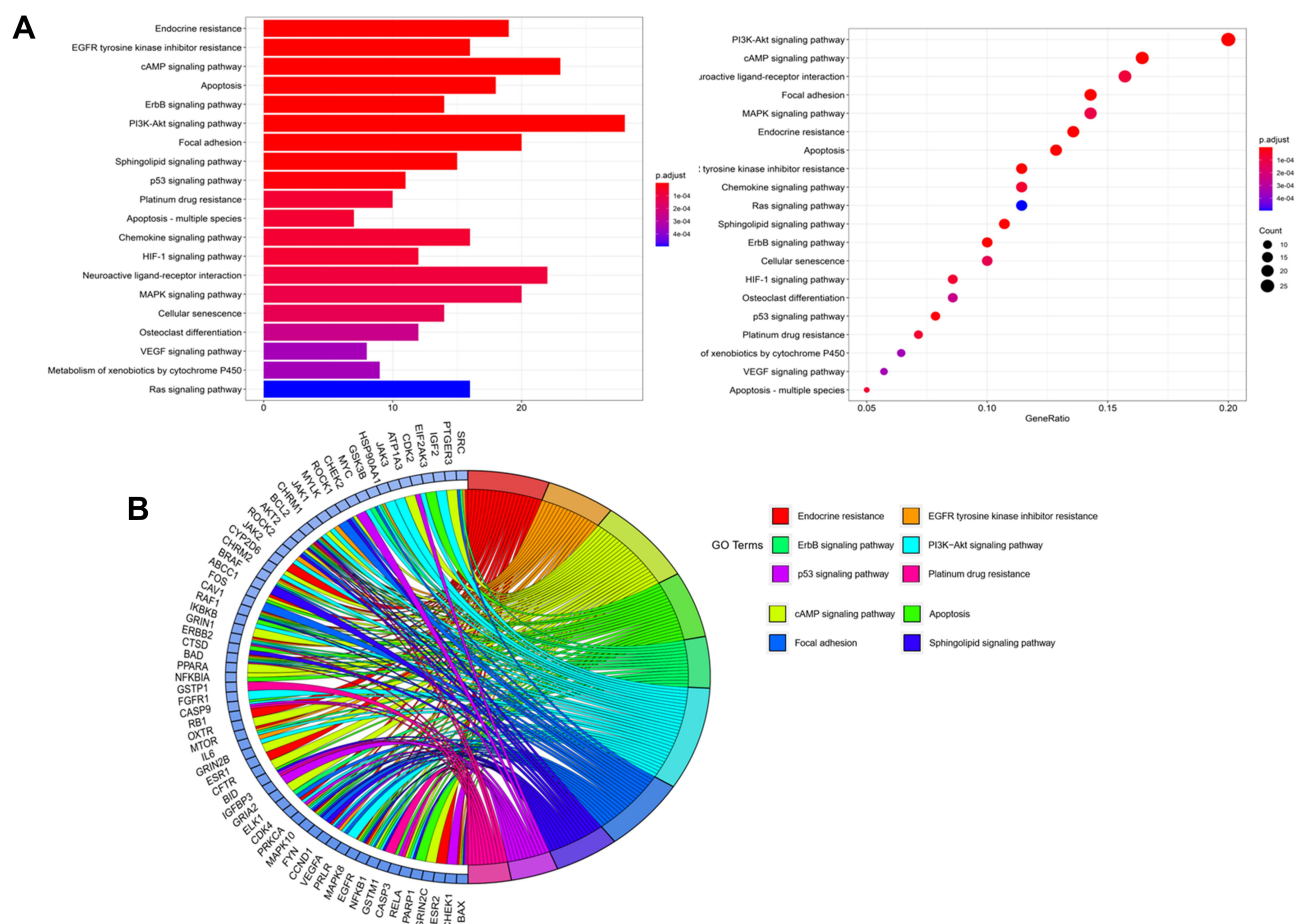 A
Endocrine resistance
EGFR tyrosine kinase inhibitor resistance
cAMP signaling pathway
Apoptosis
ErbB signaling pathway
PI3K-Akt signaling pathway
Focal adhesion
Sphingolipid signaling pathway
p53 signaling pathway
Platinum drug resistance
Apoptosis - multiple species
Chemokine signaling pathway
HIF-1 signaling pathway
Neuroactive ligand-receptor interaction
MAPK signaling pathway
Cellular senescence
Osteoclast differentiation
VEGF signaling pathway
Metabolism of xenobiotics by cytochrome P450
Ras signaling pathway
0 10 20
p.adjust
1e-04
2e-04
3e-04
4e-04
PI3K-Akt signaling pathway
cAMP signaling pathway
uroactive ligand-receptor interaction
Focal adhesion
MAPK signaling pathway
Endocrine resistance
Apoptosis
tyrosine kinase inhibitor resistance
Chemokine signaling pathway
Ras signaling pathway
Sphingolipid signaling pathway
ErbB signaling pathway
Cellular senescence
HIF-1 signaling pathway
Osteoclast differentiation
p53 signaling pathway
Platinum drug resistance
of xenobiotics by cytochrome P450
VEGF signaling pathway
Apoptosis - multiple species
0.05 0.10 0.15 0.20
GeneRatio
p.adjust
1e-04
2e-04
3e-04
4e-04
Count
10
15
20
25
B
SRC
PTGER3
IGF2
EIF2AK3
CDK2
ATP1A3
JAK3
HSP90AA1
GSK3B
MYC
CHEK2
ROCK1
MYLK
JAK1
CHRM1
BCL2
AKT2
ROCK2
JAK2
CYP2D6
CHRM2
BRAF
ABCC1
FOS
CAV1
RAF1
IKBKB
GRIN1
ERBB2
CTSD
BAD
PPARA
NFKBIA
GSTP1
FGFR1
CASP9
RB1
OXTR
MTOR
IL6
GRIN2B
ESR1
CFTR
BID
IGFBP3
GRIA2
ELK1
CDK4
PRKCA
MAPK10
FYN
CCND1
VEGFA
PRLR
MAPK8
EGFR
NFKB1
GSTM1
CASP3
RELA
PARP1
GRIN2C
ESR2
CHEK1
BAX
GO Terms
Endocrine resistance
EGFR tyrosine kinase inhibitor resistance
ErbB signaling pathway
PI3K−Akt signaling pathway
p53 signaling pathway
Platinum drug resistance
cAMP signaling pathway
Apoptosis
Focal adhesion
Sphingolipid signaling pathway